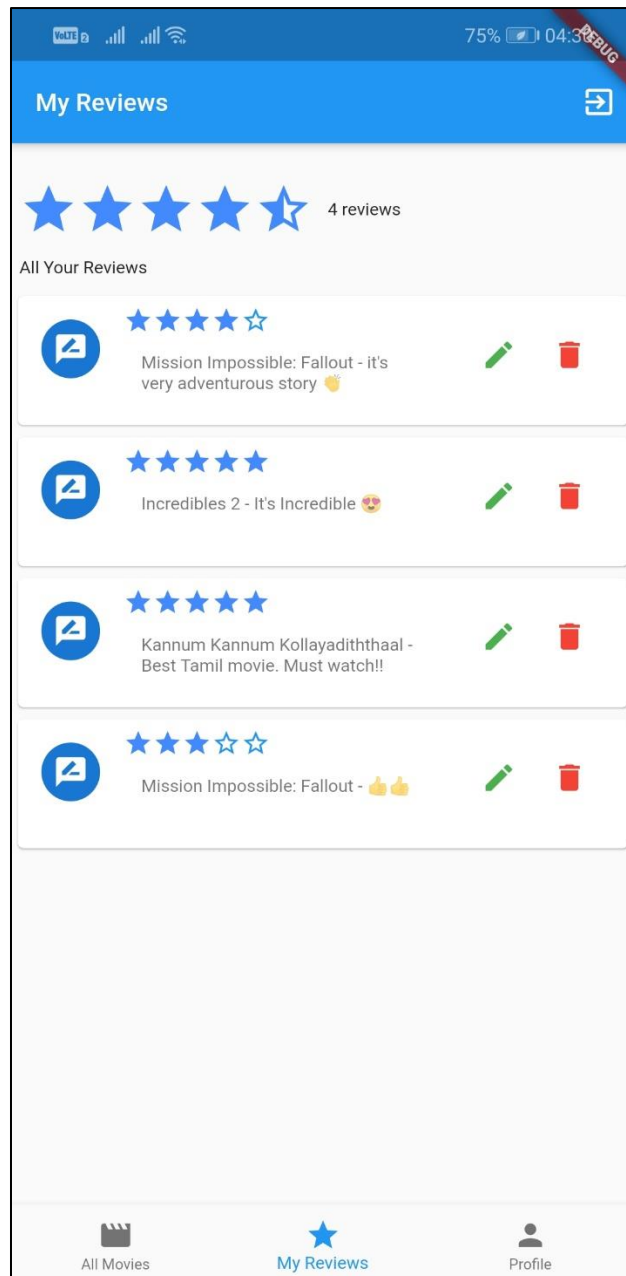 VoLTE 2 75% 04:3
DEBUG
My Reviews
4 reviews
All Your Reviews
Mission Impossible: Fallout - it's
very adventurous story 👏
Incredibles 2 - It's Incredible 😍
Kannum Kannum Kollayadiththaal -
Best Tamil movie. Must watch!!
Mission Impossible: Fallout - 👍👍
All Movies
My Reviews
Profile